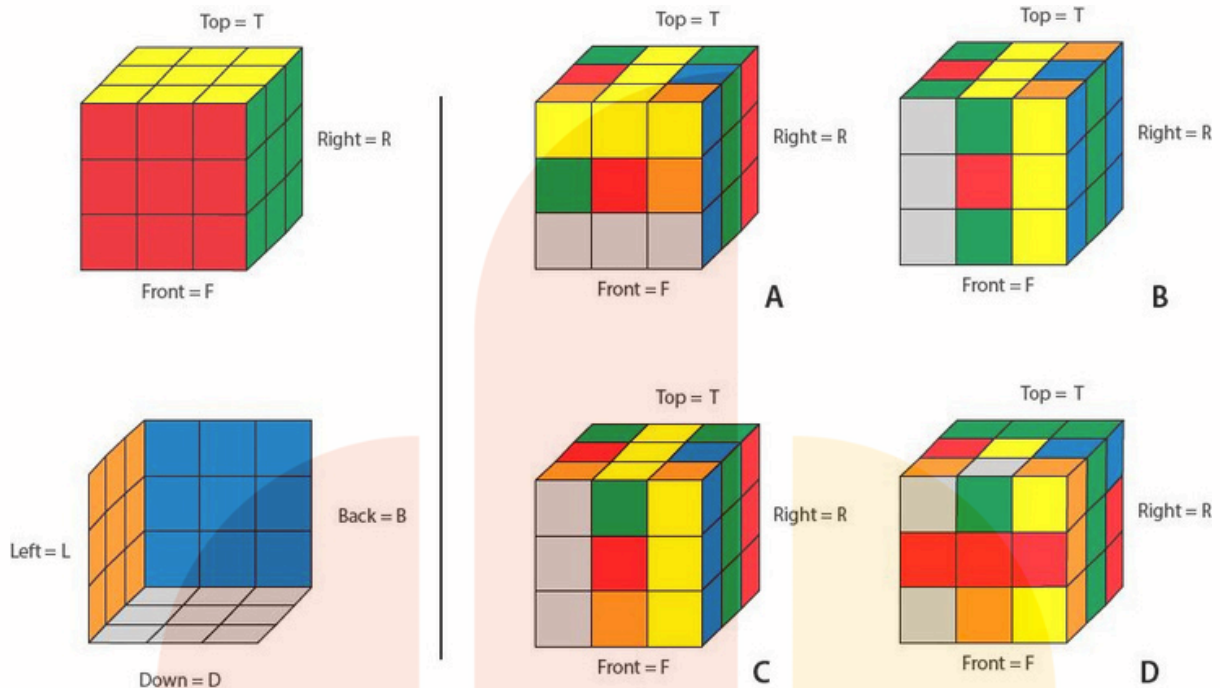 Top = T
Right = R
Front = F
Left = L
Back = B
Down = D
Top = T
Right = R
Front = F
A
Top = T
Right = R
Front = F
B
Top = T
Right = R
Front = F
C
Top = T
Right = R
Front = F
D